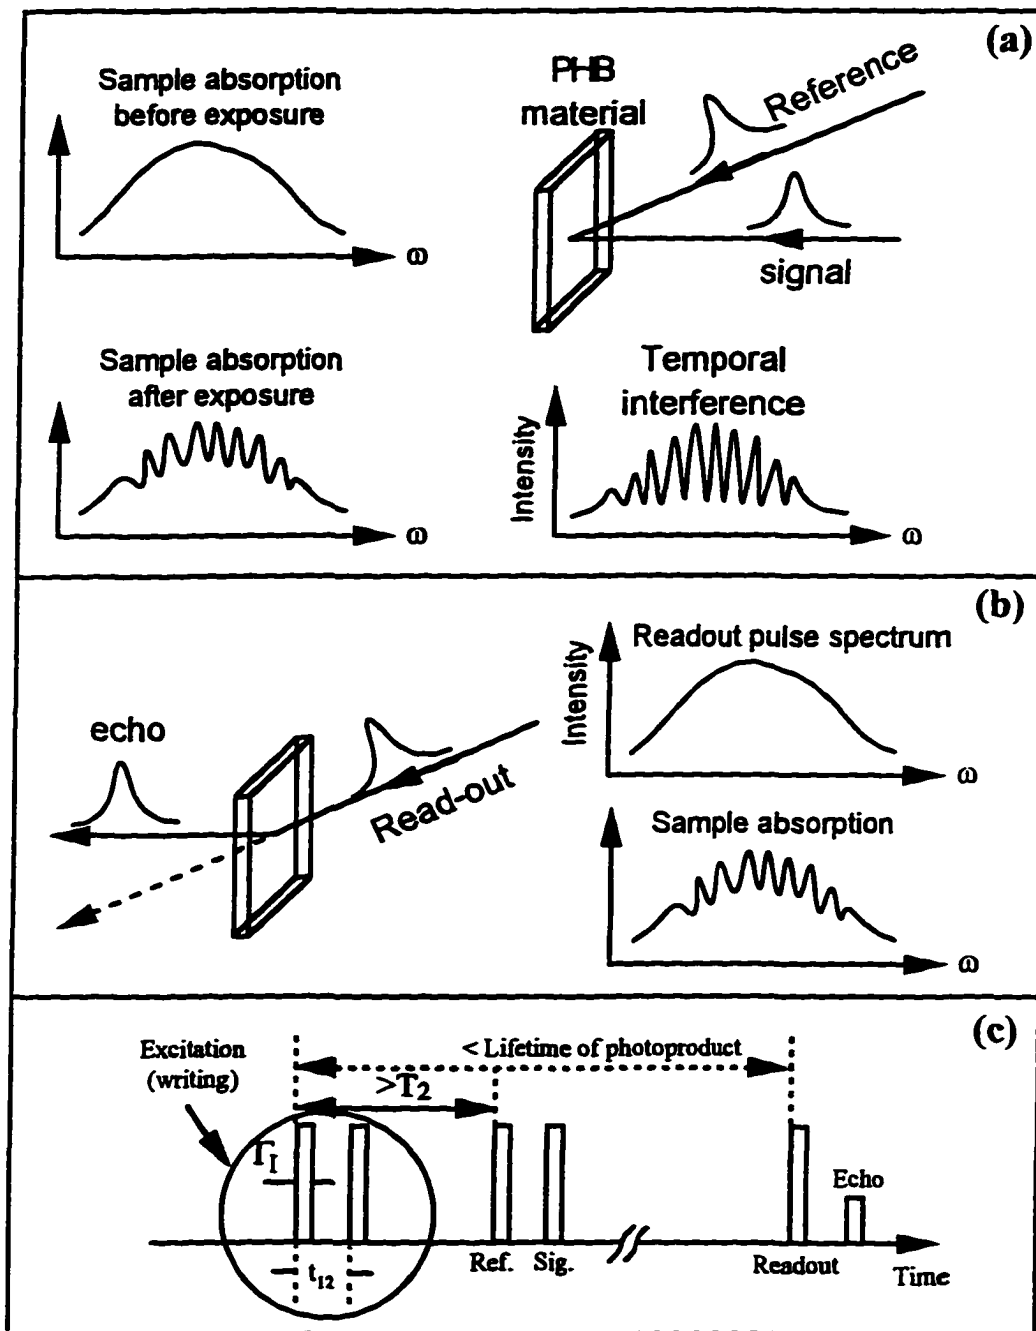 (a)
Sample absorption
before exposure
ω
PHB
material
Reference
signal
Sample absorption
after exposure
ω
Temporal
interference
Intensity
ω
(b)
echo
Read-out
Readout pulse spectrum
Intensity
ω
Sample absorption
ω
(c)
Excitation
(writing)
< Lifetime of photoproduct
>T2
TI
t12
Ref.
Sig.
Readout
Echo
Time